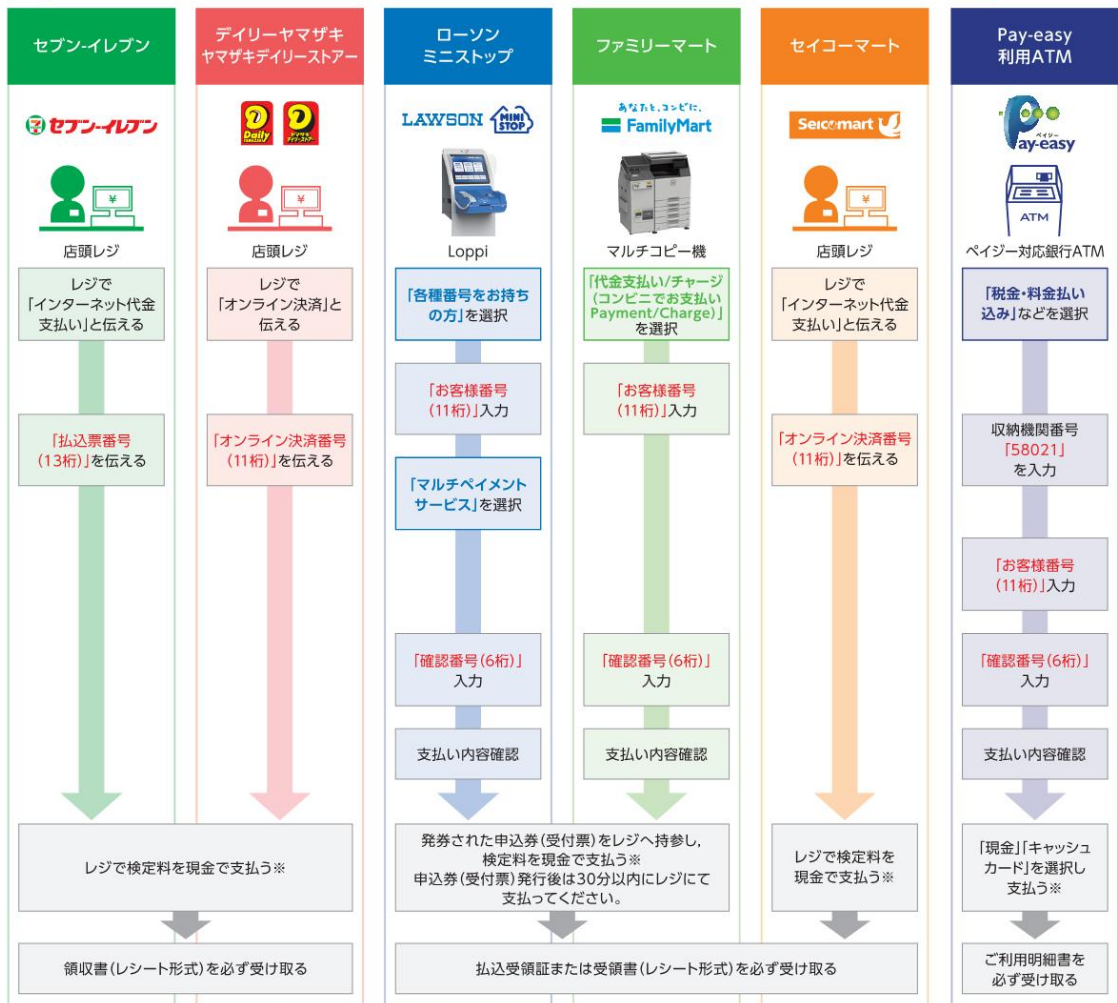 セブン-イレブン
デイリーヤマザキ
ヤマザキデイリーストアー
ローソン
ミニストップ
ファミリーマート
セイコーマート
Pay-easy
利用ATM
セブン-イレブン
Daily
LAWSON
MINI
STOP
あなたと、コンビに、
FamilyMart
Seicomart
ペイジー
Pay-easy
¥
¥
¥
ATM
店頭レジ
店頭レジ
Loppi
マルチコピー機
店頭レジ
ペイジー対応銀行ATM
レジで
「インターネット代金
支払い」と伝える
レジで
「オンライン決済」と
伝える
「各種番号をお持ち
の方」を選択
「代金支払い/チャージ
(コンビニでお支払い
Payment/Charge)」
を選択
レジで
「インターネット代金
支払い」と伝える
「税金・料金払い
込み」などを選択
「お客様番号
(11桁)」入力
「お客様番号
(11桁)」入力
「払込票番号
(13桁)」を伝える
「オンライン決済番号
(11桁)」を伝える
「マルチペイメント
サービス」を選択
「オンライン決済番号
(11桁)」を伝える
収納機関番号
「58021」
を入力
「お客様番号
(11桁)」入力
「確認番号(6桁)」
入力
「確認番号(6桁)」
入力
「確認番号(6桁)」
入力
支払い内容確認
支払い内容確認
支払い内容確認
レジで検定料を現金で支払う※
発券された申込券(受付票)をレジへ持参し,
検定料を現金で支払う※
申込券(受付票)発行後は30分以内にレジにて
支払ってください。
レジで検定料を
現金で支払う※
「現金」「キャッシュ
カード」を選択し
支払う※
領収書(レシート形式)を必ず受け取る
払込受領証または受領書(レシート形式)を必ず受け取る
ご利用明細書を
必ず受け取る